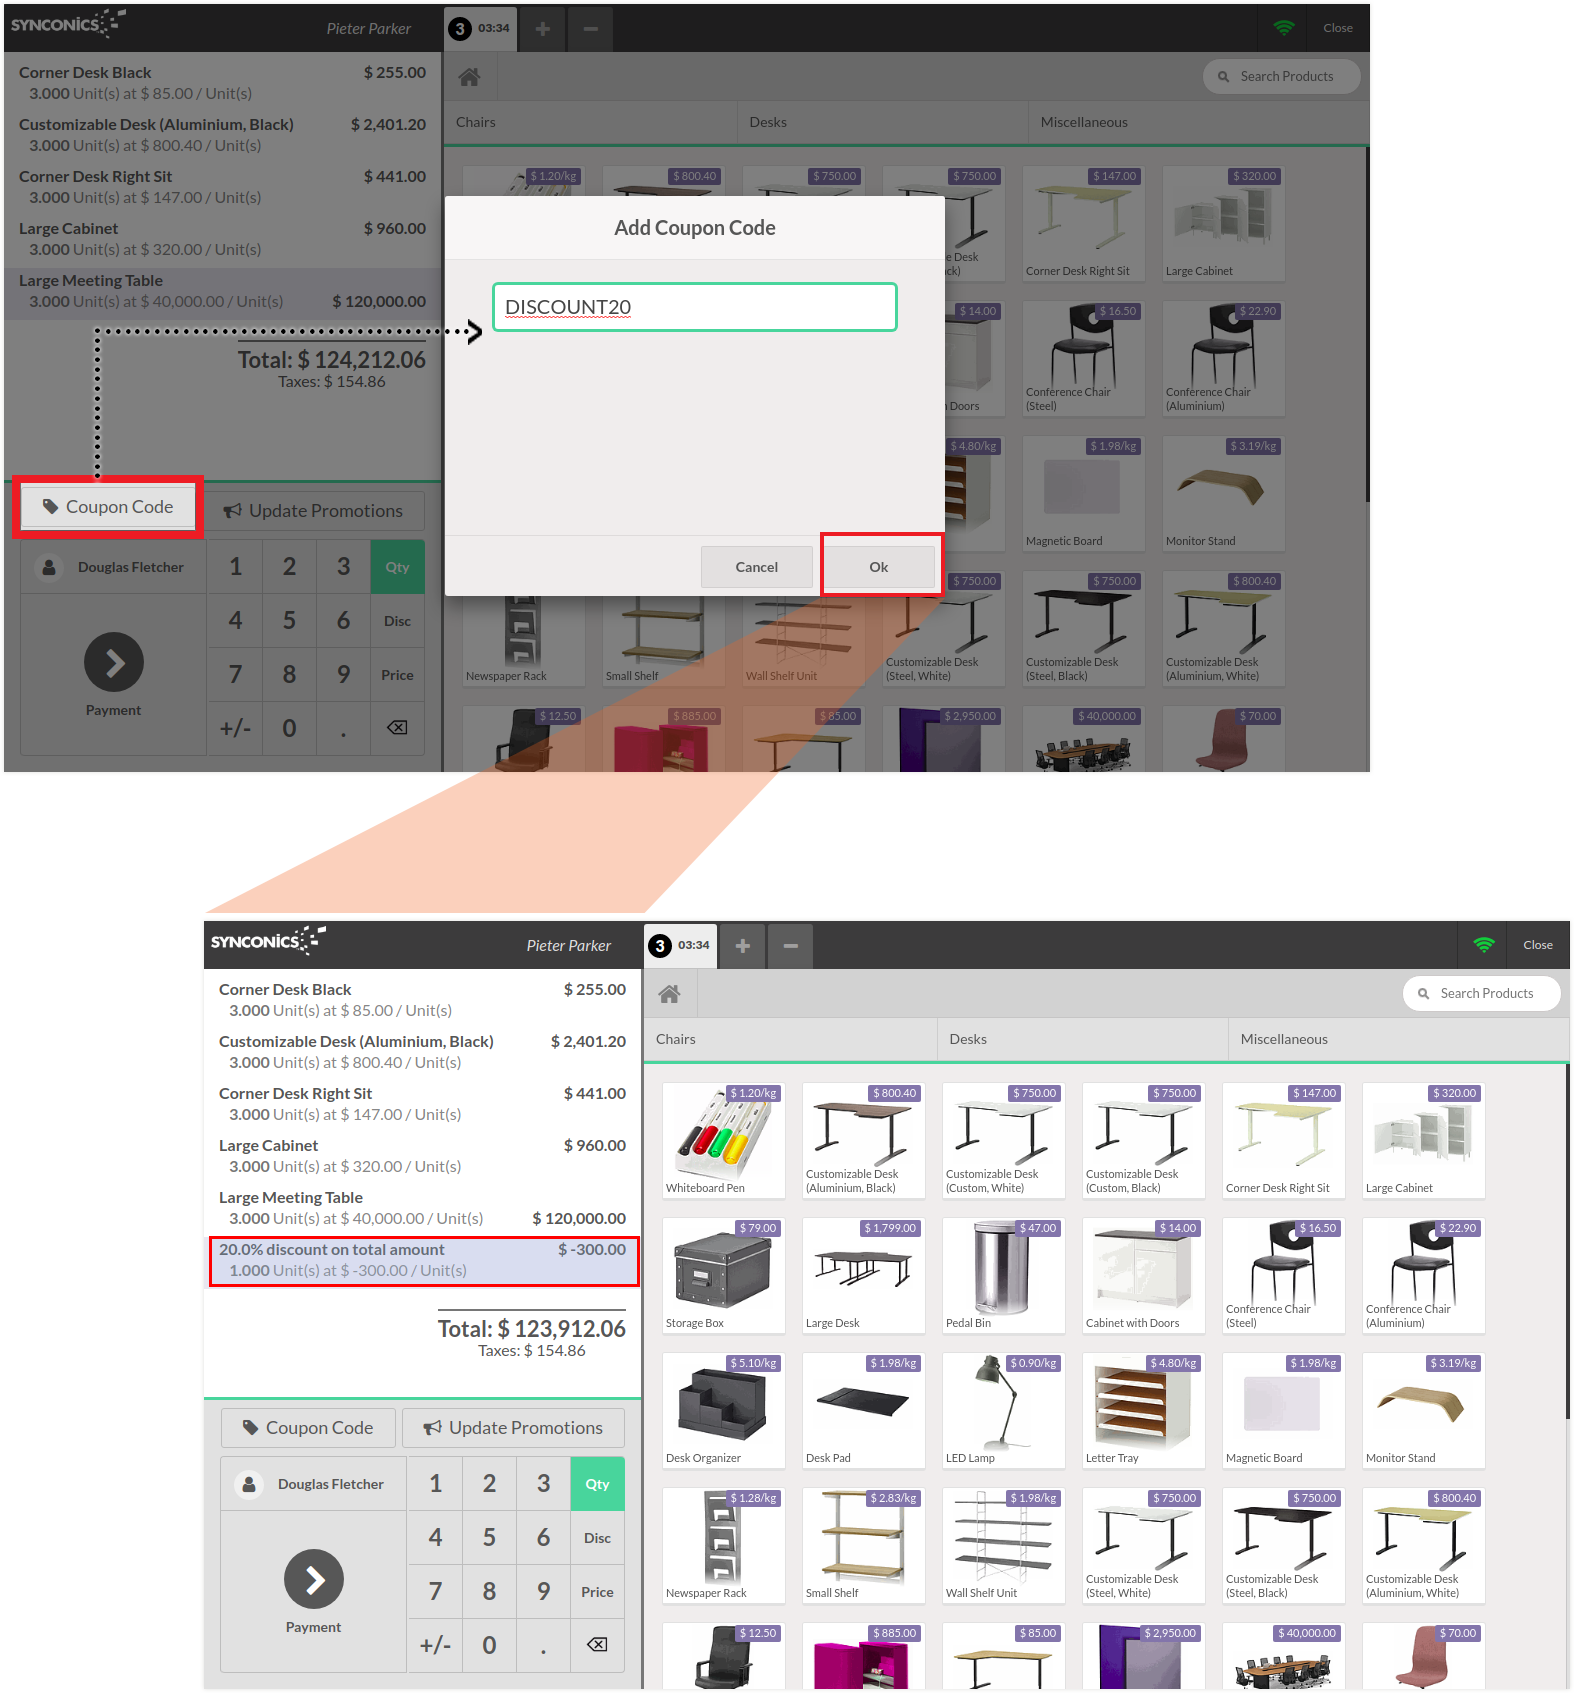 SYNCONICS
Pieter Parker
3 03:34
Close
Corner Desk Black $ 255.00
3.000 Unit(s) at $ 85.00 / Unit(s)
Customizable Desk (Aluminium, Black) $ 2,401.20
3.000 Unit(s) at $ 800.40 / Unit(s)
Corner Desk Right Sit $ 441.00
3.000 Unit(s) at $ 147.00 / Unit(s)
Large Cabinet $ 960.00
3.000 Unit(s) at $ 320.00 / Unit(s)
Large Meeting Table
3.000 Unit(s) at $ 40,000.00 / Unit(s) $ 120,000.00
Total: $ 124,212.06
Taxes: $ 154.86
Coupon Code
Update Promotions
Douglas Fletcher
1 2 3 Qty
4 5 6 Disc
7 8 9 Price
+/- 0 .
Payment
Search Products
Chairs Desks Miscellaneous
$ 1.20/kg $ 800.40 $ 750.00 $ 750.00 $ 147.00 $ 320.00
e Desk
ck)
Corner Desk Right Sit
Large Cabinet
$ 14.00 $ 16.50 $ 22.90
Doors
Conference Chair
(Steel)
Conference Chair
(Aluminium)
$ 4.80/kg $ 1.98/kg $ 3.19/kg
Magnetic Board
Monitor Stand
$ 750.00 $ 750.00 $ 800.40
Newspaper Rack
Small Shelf
Wall Shelf Unit
Customizable Desk
(Steel, White)
Customizable Desk
(Steel, Black)
Customizable Desk
(Aluminium, White)
$ 12.50 $ 885.00 $ 85.00 $ 2,950.00 $ 40,000.00 $ 70.00
Add Coupon Code
DISCOUNT20
Cancel
Ok
SYNCONICS
Pieter Parker
3 03:34
Close
Corner Desk Black $ 255.00
3.000 Unit(s) at $ 85.00 / Unit(s)
Customizable Desk (Aluminium, Black) $ 2,401.20
3.000 Unit(s) at $ 800.40 / Unit(s)
Corner Desk Right Sit $ 441.00
3.000 Unit(s) at $ 147.00 / Unit(s)
Large Cabinet $ 960.00
3.000 Unit(s) at $ 320.00 / Unit(s)
Large Meeting Table
3.000 Unit(s) at $ 40,000.00 / Unit(s) $ 120,000.00
20.0% discount on total amount $ -300.00
1.000 Unit(s) at $ -300.00 / Unit(s)
Total: $ 123,912.06
Taxes: $ 154.86
Coupon Code
Update Promotions
Douglas Fletcher
1 2 3 Qty
4 5 6 Disc
7 8 9 Price
+/- 0 .
Payment
Search Products
Chairs Desks Miscellaneous
$ 1.20/kg $ 800.40 $ 750.00 $ 750.00 $ 147.00 $ 320.00
Whiteboard Pen
Customizable Desk
(Aluminium, Black)
Customizable Desk
(Custom, White)
Customizable Desk
(Custom, Black)
Corner Desk Right Sit
Large Cabinet
$ 79.00 $ 1,799.00 $ 47.00 $ 14.00 $ 16.50 $ 22.90
Storage Box
Large Desk
Pedal Bin
Cabinet with Doors
Conference Chair
(Steel)
Conference Chair
(Aluminium)
$ 5.10/kg $ 1.98/kg $ 0.90/kg $ 4.80/kg $ 1.98/kg $ 3.19/kg
Desk Organizer
Desk Pad
LED Lamp
Letter Tray
Magnetic Board
Monitor Stand
$ 1.28/kg $ 2.83/kg $ 1.98/kg $ 750.00 $ 750.00 $ 800.40
Newspaper Rack
Small Shelf
Wall Shelf Unit
Customizable Desk
(Steel, White)
Customizable Desk
(Steel, Black)
Customizable Desk
(Aluminium, White)
$ 12.50 $ 885.00 $ 85.00 $ 2,950.00 $ 40,000.00 $ 70.00